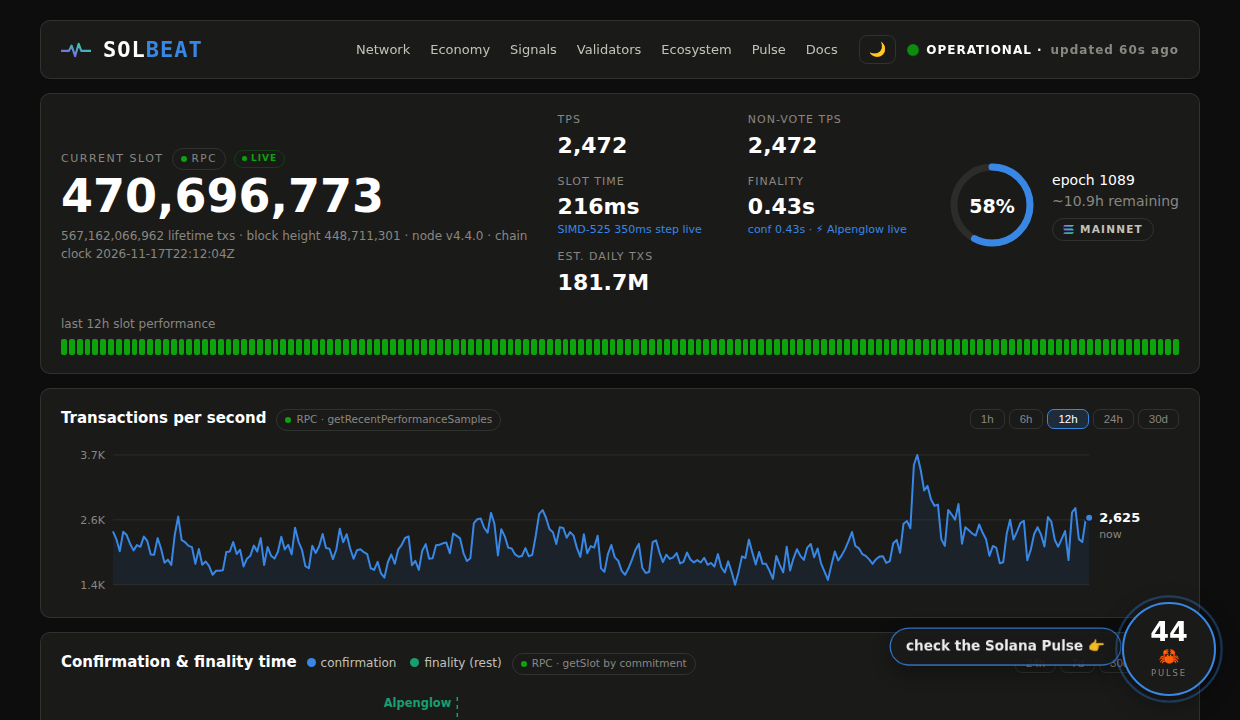 SOLBEAT
Network Economy Signals Validators Ecosystem Pulse Docs 🌙 OPERATIONAL · updated 60s ago
CURRENT SLOT RPC LIVE
470,696,773
567,162,066,962 lifetime txs · block height 448,711,301 · node v4.4.0 · chain
clock 2026-11-17T22:12:04Z
TPS
2,472
NON-VOTE TPS
2,472
SLOT TIME
216ms
SIMD-525 350ms step live
FINALITY
0.43s
conf 0.43s · ⚡ Alpenglow live
EST. DAILY TXS
181.7M
58%
epoch 1089
~10.9h remaining
MAINNET
last 12h slot performance
Transactions per second RPC · getRecentPerformanceSamples
1h 6h 12h 24h 30d
3.7K
2.6K
1.4K
2,625
now
Confirmation & finality time confirmation finality (rest) RPC · getSlot by commitment
Alpenglow
check the Solana Pulse 👉
44
🦀
PULSE